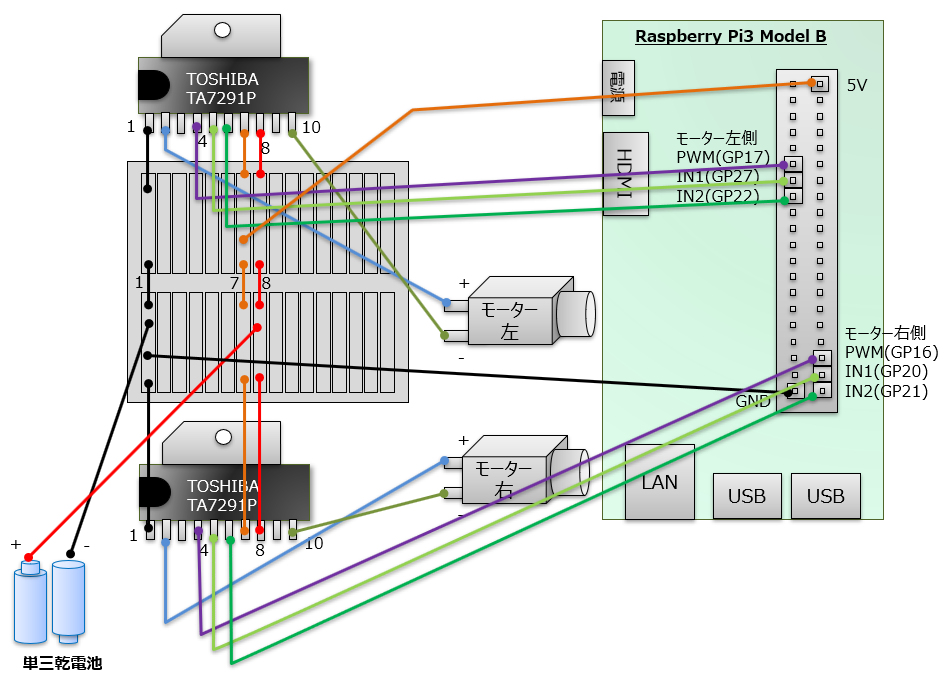 Raspberry Pi3 Model B
TOSHIBA
TA7291P
1
4
8
10
電源
5V
HDMI
モーター左側
PWM(GP17)
IN1(GP27)
IN2(GP22)
1
7
8
+
モーター
左
-
モーター右側
PWM(GP16)
IN1(GP20)
IN2(GP21)
GND
+
モーター
右
-
TOSHIBA
TA7291P
1
4
8
10
LAN
USB
USB
+
-
単三乾電池